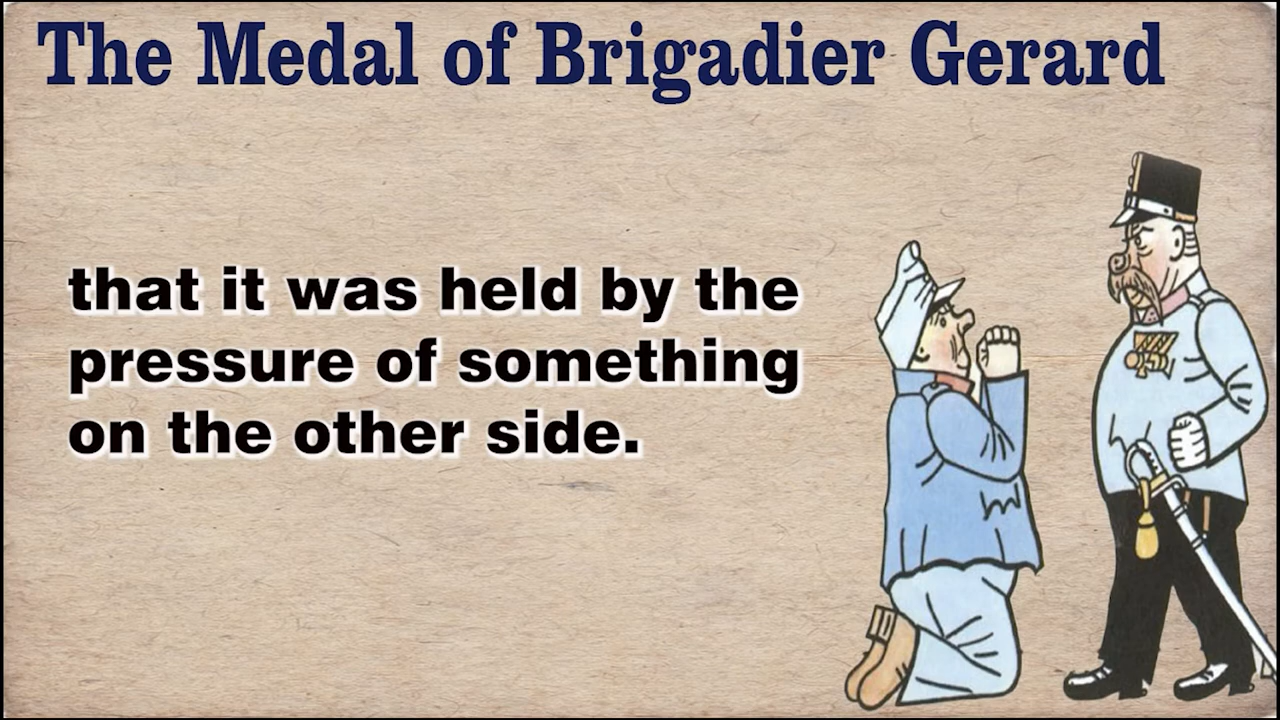 The Medal of Brigadier Gerard
that it was held by the
pressure of something
on the other side.